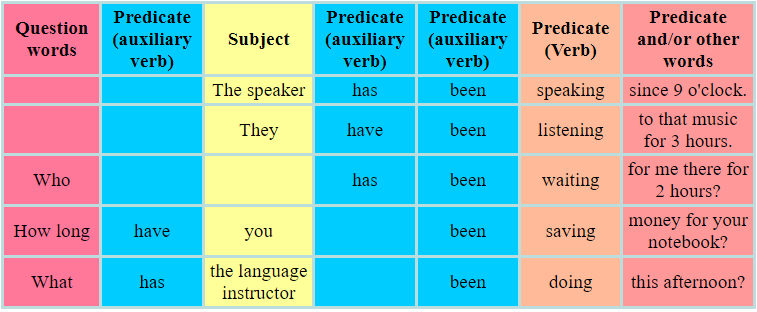 Question words Predicate (auxiliary verb) Subject Predicate (auxiliary verb) Predicate (auxiliary verb) Predicate (Verb) Predicate and/or other words
The speaker has been speaking since 9 o'clock.
They have been listening to that music for 3 hours.
Who has been waiting for me there for 2 hours?
How long have you been saving money for your notebook?
What has the language instructor been doing this afternoon?